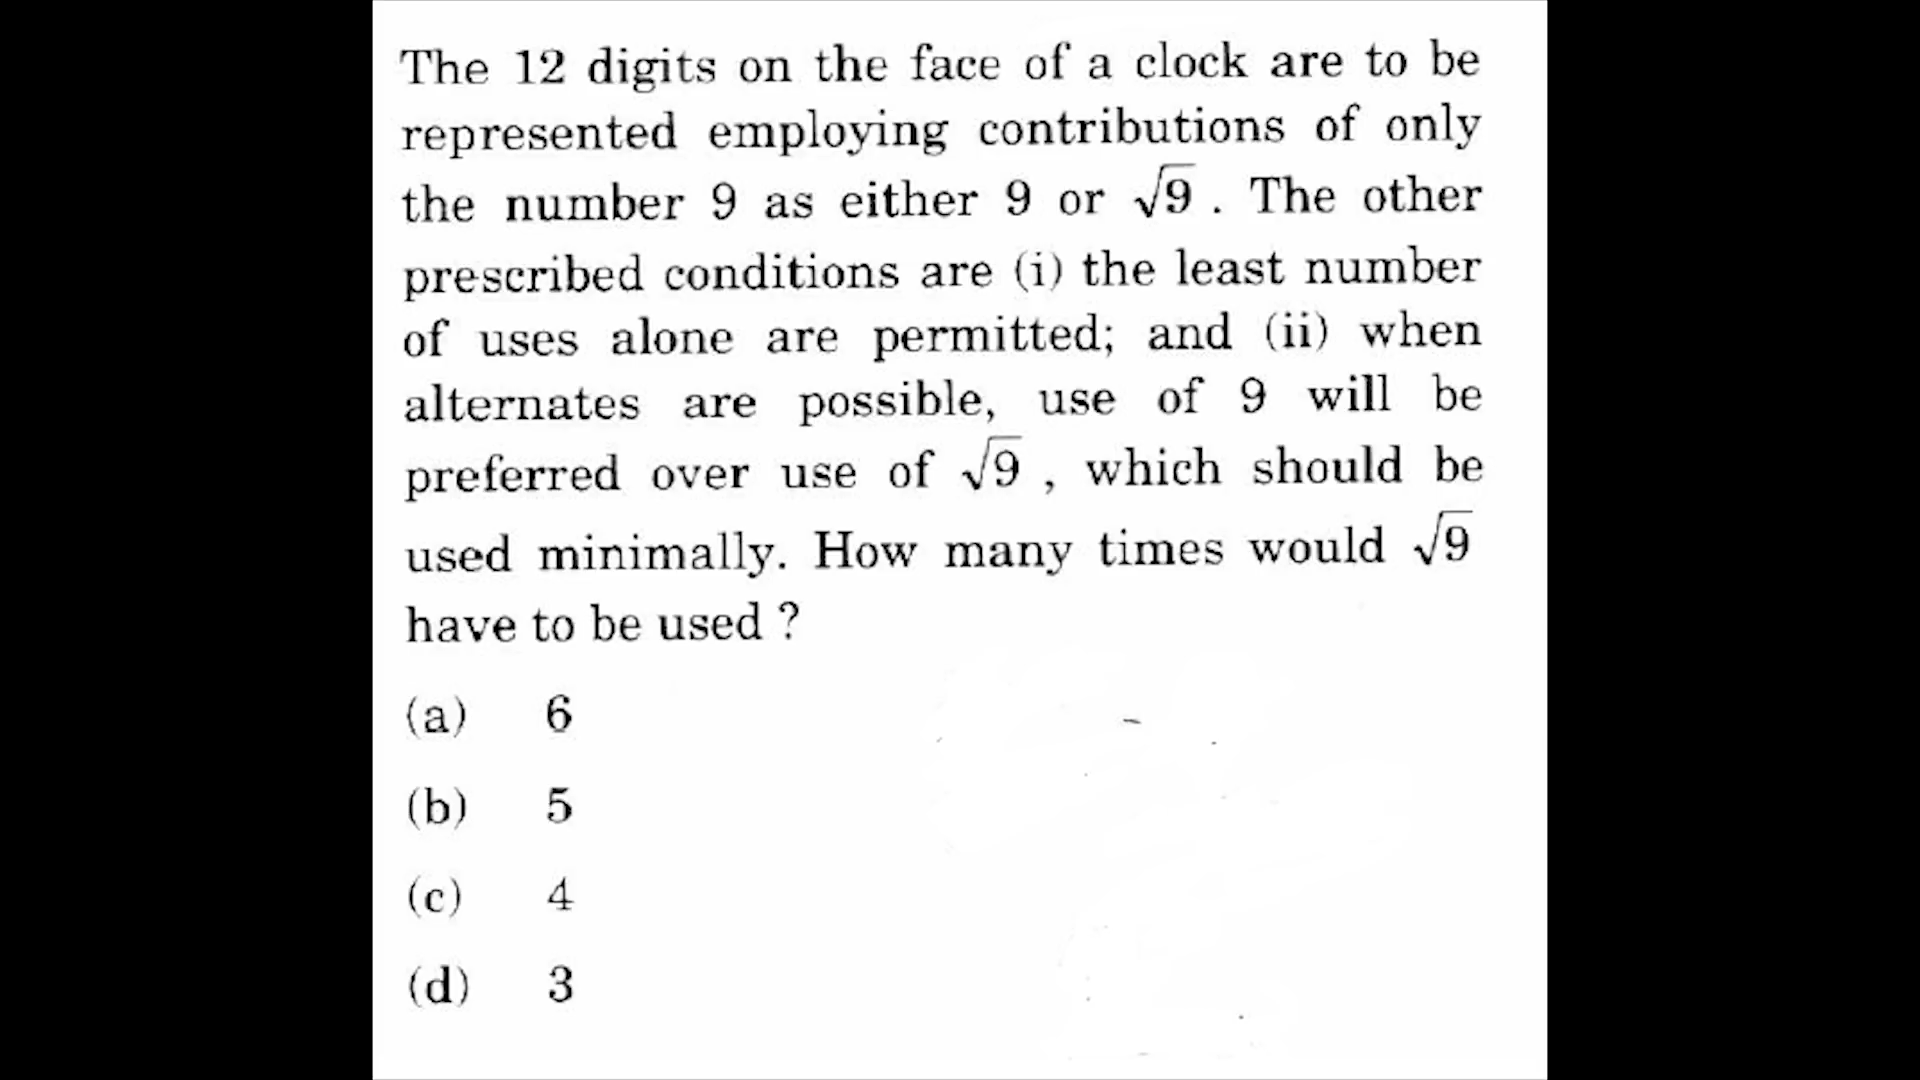 The 12 digits on the face of a clock are to be
represented employing contributions of only
the number 9 as either 9 or √9 . The other
prescribed conditions are (i) the least number
of uses alone are permitted; and (ii) when
alternates are possible, use of 9 will be
preferred over use of √9 , which should be
used minimally. How many times would √9
have to be used ?
(a) 6
(b) 5
(c) 4
(d) 3